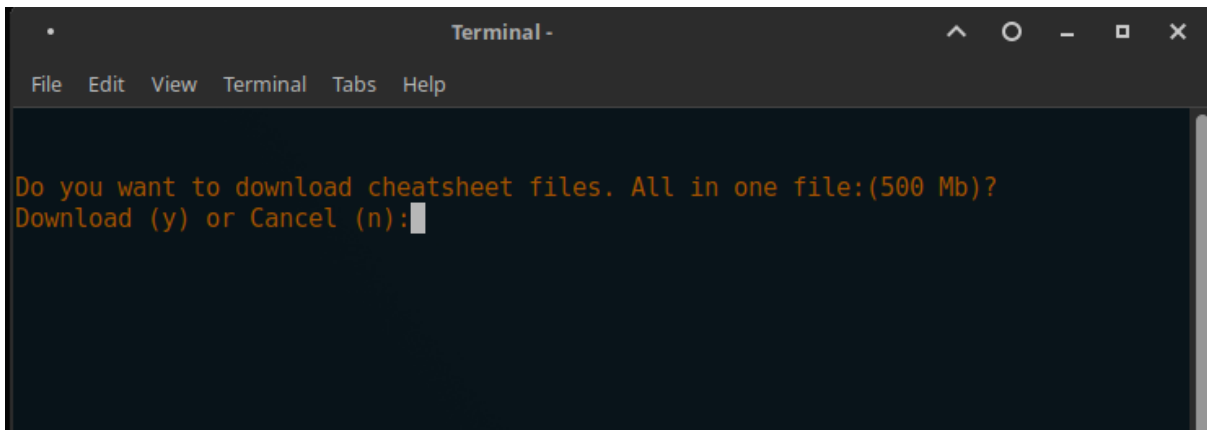 Terminal -
File Edit View Terminal Tabs Help
Do you want to download cheatsheet files. All in one file:(500 Mb)?
Download (y) or Cancel (n):